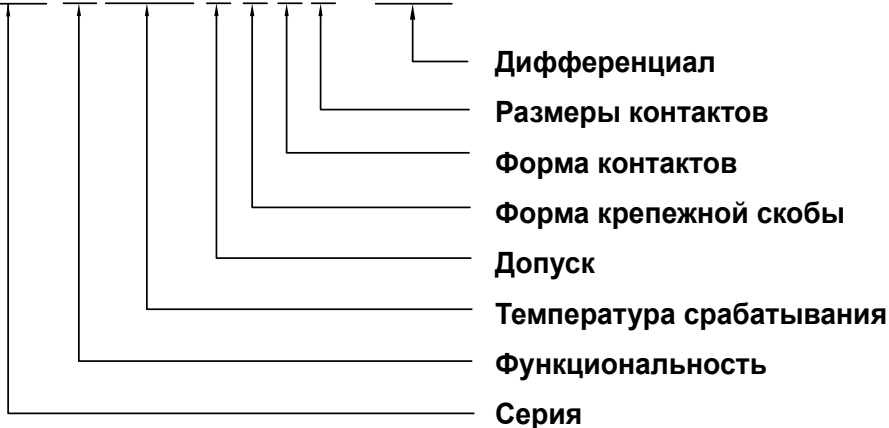 Дифференциал
Размеры контактов
Форма контактов
Форма крепежной скобы
Допуск
Температура срабатывания
Функциональность
Серия